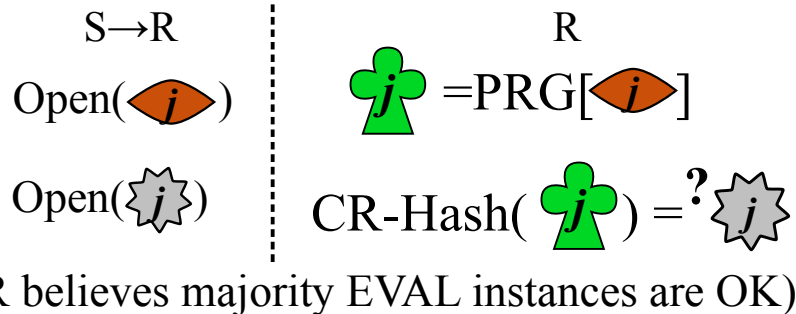 S→R
Open( j )
Open( j )
R
j =PRG[ j ]
CR-Hash( j ) =? j
R believes majority EVAL instances are OK)